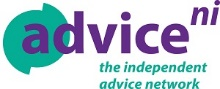 advice ni
the independent
advice network